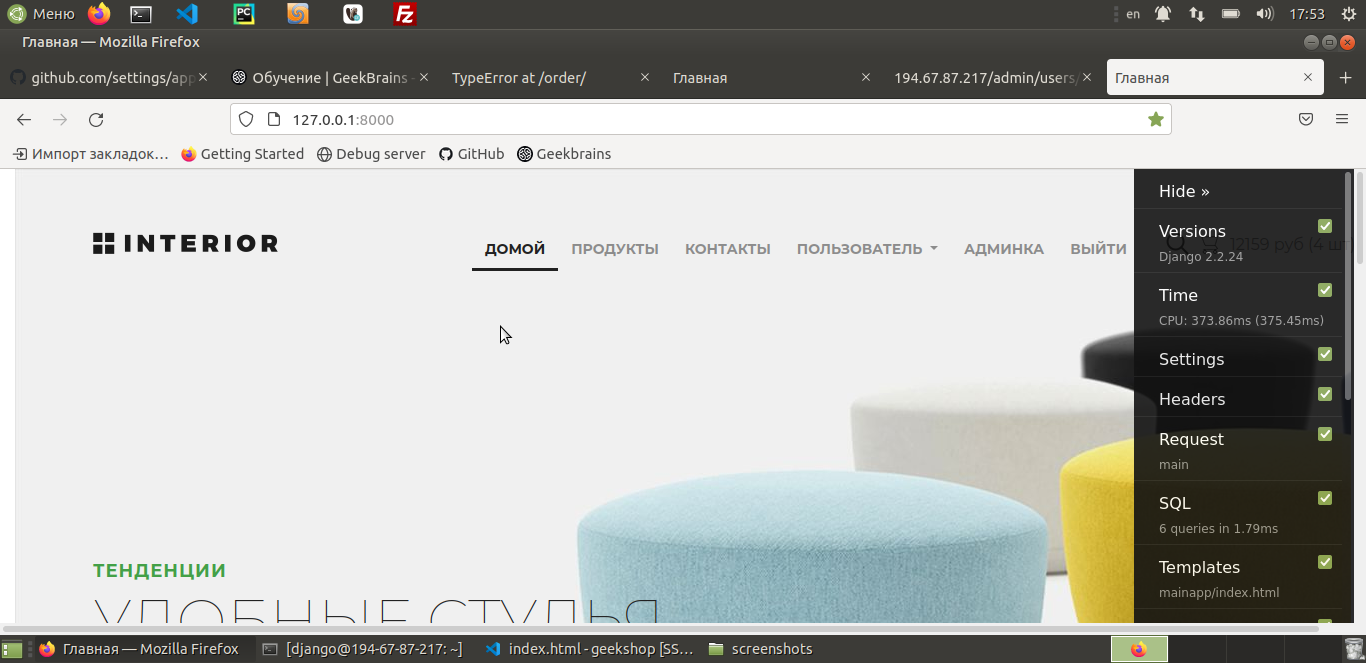 Меню
en
17:53
Главная — Mozilla Firefox
github.com/settings/app
Обучение | GeekBrains -
TypeError at /order/
Главная
194.67.87.217/admin/users/
Главная
127.0.0.1:8000
Импорт закладок…
Getting Started
Debug server
GitHub
Geekbrains
INTERIOR
ДОМОЙ
ПРОДУКТЫ
КОНТАКТЫ
ПОЛЬЗОВАТЕЛЬ
АДМИНКА
ВЫЙТИ
12159 руб (4 шт
Hide »
Versions
Django 2.2.24
Time
CPU: 373.86ms (375.45ms)
Settings
Headers
Request
main
SQL
6 queries in 1.79ms
Templates
mainapp/index.html
ТЕНДЕНЦИИ
УДОБНЫЕ СТУЛЬЯ
Главная — Mozilla Firefox
[django@194-67-87-217: ~]
index.html - geekshop [SS…
screenshots